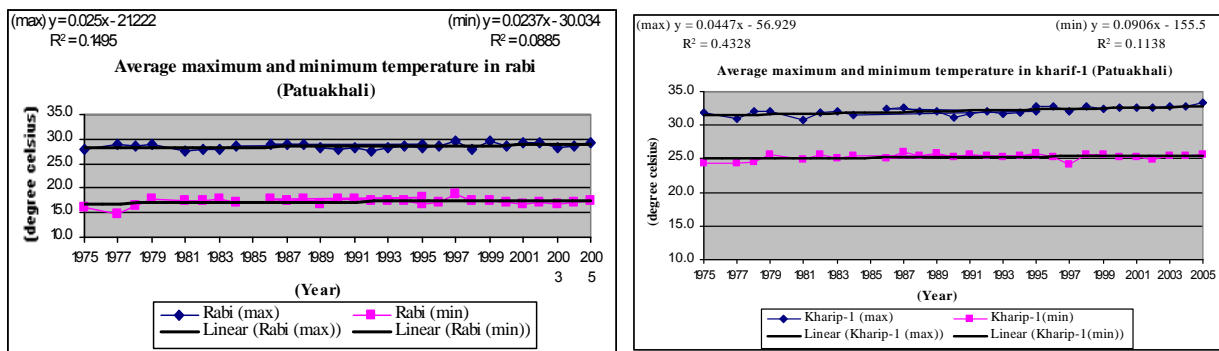 (max) y = 0.025x - 21222
R² = 0.1495
(min) y = 0.0237x - 30.034
R² = 0.0885
Average maximum and minimum temperature in rabi
(Patuakhali)
(degree celsius)
35.0
30.0
25.0
20.0
15.0
10.0
1975 1977 1979 1981 1983 1985 1987 1989 1991 1993 1995 1997 1999 2001 200 200
3 5
(Year)
Rabi (max) Rabi (min)
Linear (Rabi (max)) Linear (Rabi (min))
(max) y = 0.0447x - 56.929
R² = 0.4328
(min) y = 0.0906x - 155.5
R² = 0.1138
Average maximum and minimum temperature in kharif-1 (Patuakhali)
(degree celsius)
40.0
35.0
30.0
25.0
20.0
15.0
10.0
1975 1977 1979 1981 1983 1985 1987 1989 1991 1993 1995 1997 1999 2001 2003 2005
(Year)
Kharip-1 (max) Kharip-1(min)
Linear (Kharip-1 (max)) Linear (Kharip-1(min))